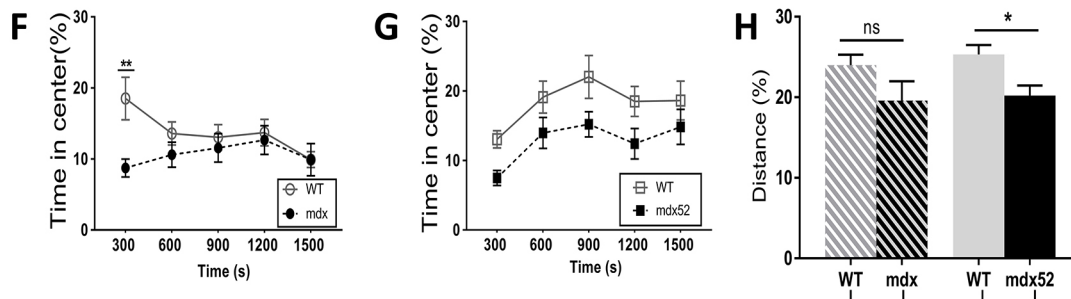 F
Time in center(%)
30
20
10
0
**
WT
mdx
300 600 900 1200 1500
Time (s)
G
Time in center (%)
30
20
10
0
WT
mdx52
300 600 900 1200 1500
Time (s)
H
Distance (%)
30
20
10
0
ns
*
WT mdx WT mdx52